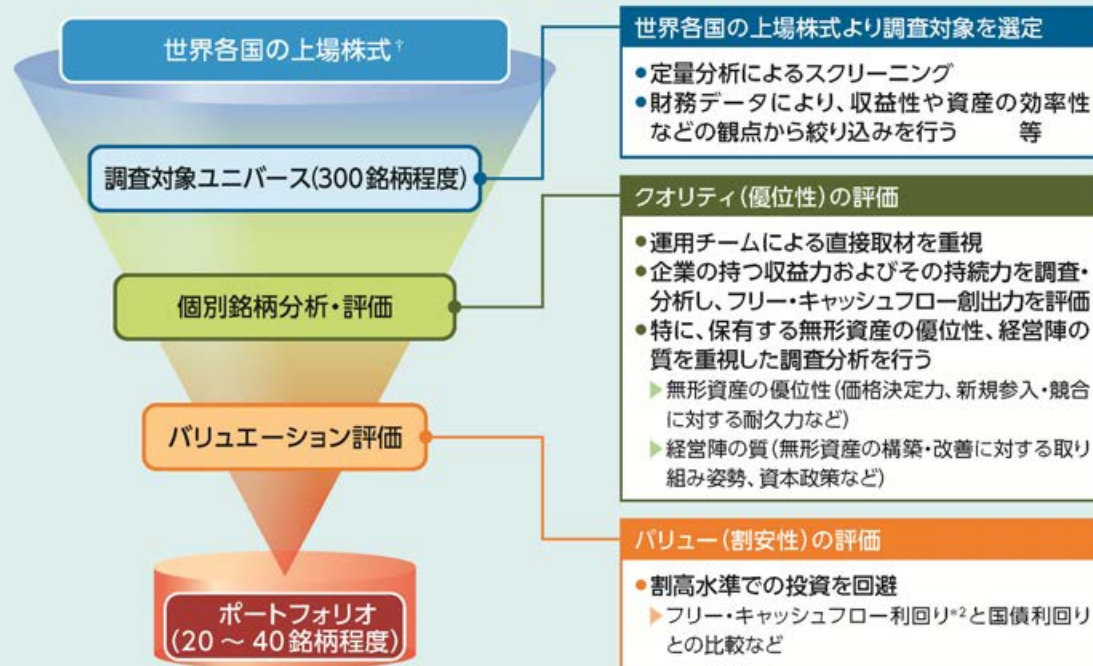 世界各国の上場株式†
調査対象ユニバース(300銘柄程度)
個別銘柄分析・評価
バリュエーション評価
ポートフォリオ
(20 ～ 40銘柄程度)
世界各国の上場株式より調査対象を選定
●定量分析によるスクリーニング
●財務データにより、収益性や資産の効率性
などの観点から絞り込みを行う 等
クオリティ(優位性)の評価
●運用チームによる直接取材を重視
●企業の持つ収益力およびその持続力を調査・
分析し、フリー・キャッシュフロー創出力を評価
●特に、保有する無形資産の優位性、経営陣の
質を重視した調査分析を行う
▶無形資産の優位性(価格決定力、新規参入・競合
に対する耐久力など)
▶経営陣の質(無形資産の構築・改善に対する取り
組み姿勢、資本政策など)
バリュー(割安性)の評価
●割高水準での投資を回避
▶フリー・キャッシュフロー利回り*2と国債利回り
との比較など